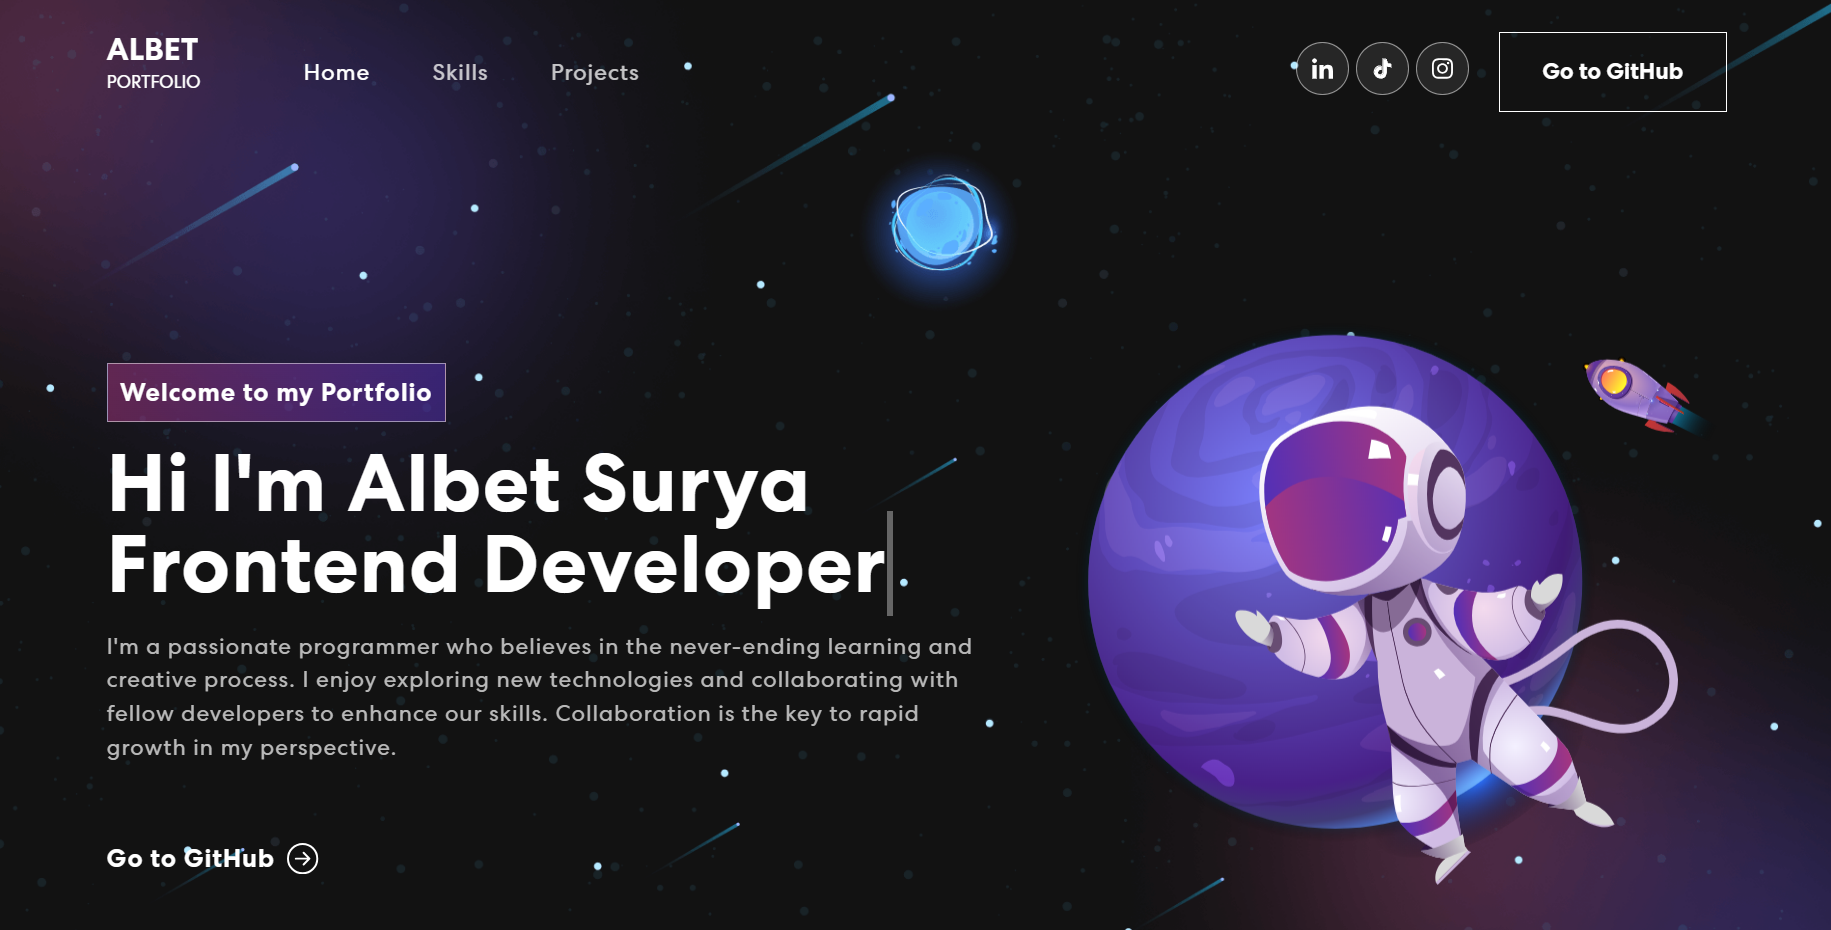 ALBET
PORTFOLIO
Home
Skills
Projects
in
Go to GitHub
Welcome to my Portfolio
Hi I'm Albet Surya
Frontend Developer
I'm a passionate programmer who believes in the never-ending learning and
creative process. I enjoy exploring new technologies and collaborating with
fellow developers to enhance our skills. Collaboration is the key to rapid
growth in my perspective.
Go to GitHub